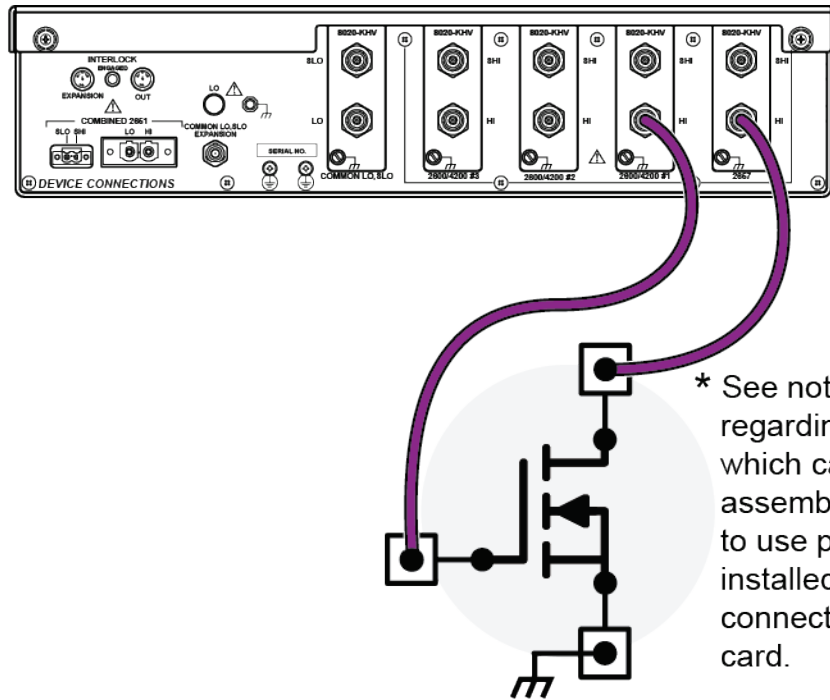 8020-KHV 8020-KHV 8020-KHV 8020-KHV 8020-KHV
INTERLOCK
ENGAGED
EXPANSION OUT
SLO SHI SHI SHI SHI
LO
COMBINED 2651
SLO SHI LO HI
COMMON LO,SLO
EXPANSION
LO HI HI HI HI
SERIAL NO.
DEVICE CONNECTIONS
COMMON LO,SLO 2600/4200 #3 2600/4200 #2 2600/4200 #1 2657
* See not
regardin
which ca
assemb
to use p
installed
connect
card.